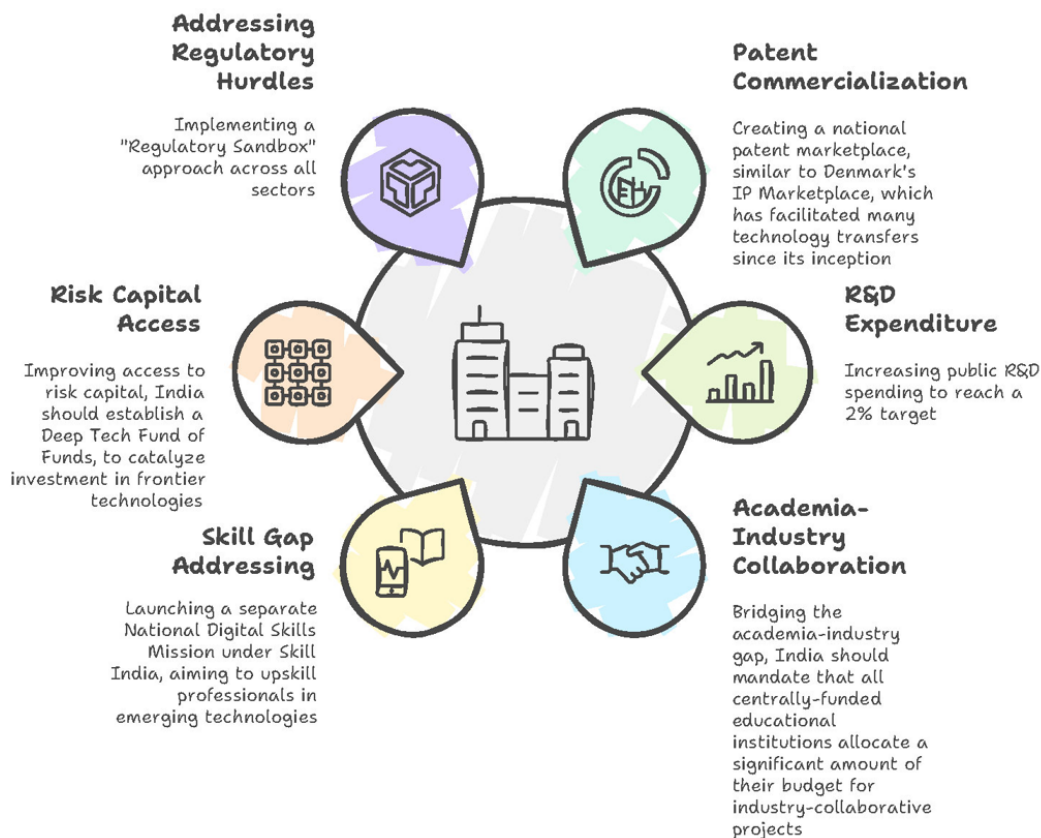 Addressing
Regulatory
Hurdles
Implementing a
"Regulatory Sandbox"
approach across all
sectors
Patent
Commercialization
Creating a national
patent marketplace,
similar to Denmark's
IP Marketplace, which
has facilitated many
technology transfers
since its inception
Risk Capital
Access
Improving access to
risk capital, India
should establish a
Deep Tech Fund of
Funds, to catalyze
investment in frontier
technologies
R&D
Expenditure
Increasing public R&D
spending to reach a
2% target
Skill Gap
Addressing
Launching a separate
National Digital Skills
Mission under Skill
India, aiming to upskill
professionals in
emerging technologies
Academia-
Industry
Collaboration
Bridging the
academia-industry
gap, India should
mandate that all
centrally-funded
educational
institutions allocate a
significant amount of
their budget for
industry-collaborative
projects